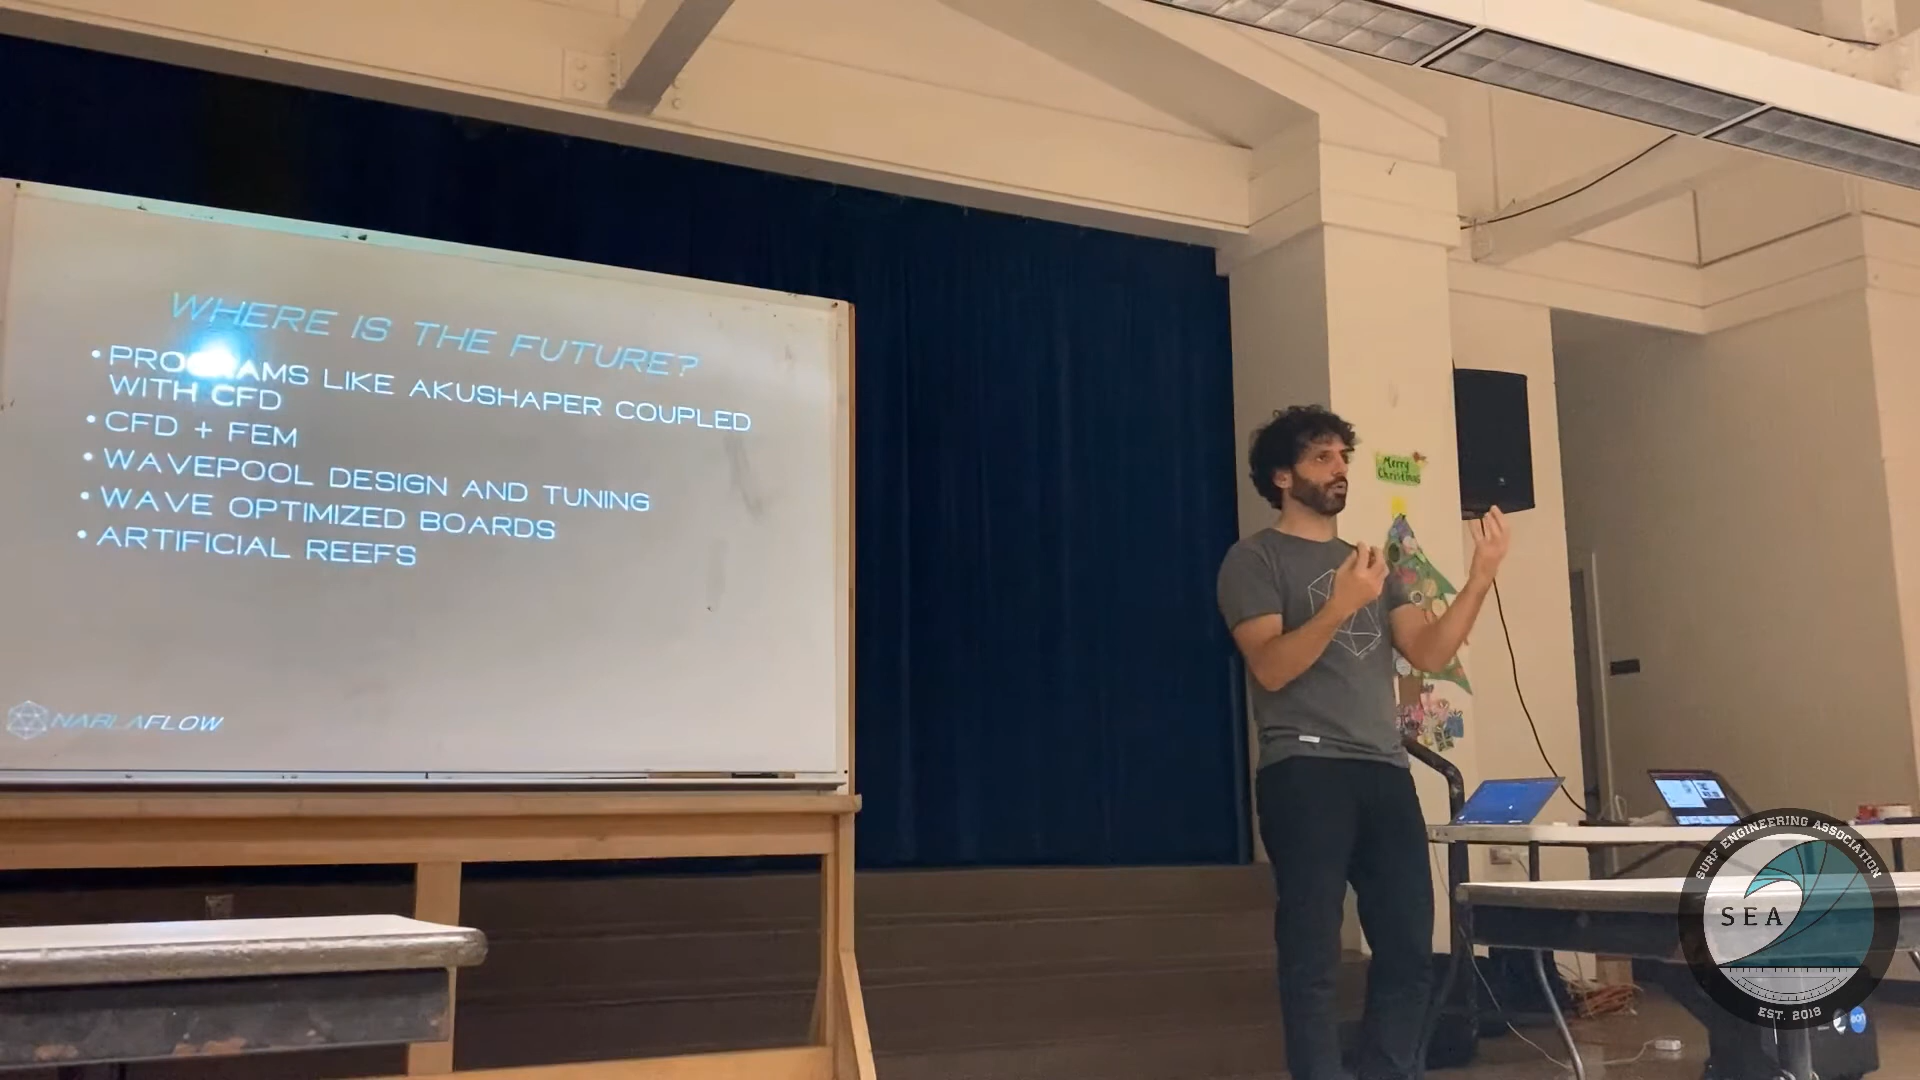 WHERE IS THE FUTURE?
• PROGRAMS LIKE AKUSHAPER COUPLED
WITH CFD
• CFD + FEM
• WAVEPOOL DESIGN AND TUNING
• WAVE OPTIMIZED BOARDS
• ARTIFICIAL REEFS
NARLAFLOW
Merry
Christmas
SURF ENGINEERING ASSOCIATION
SEA
EST. 2019